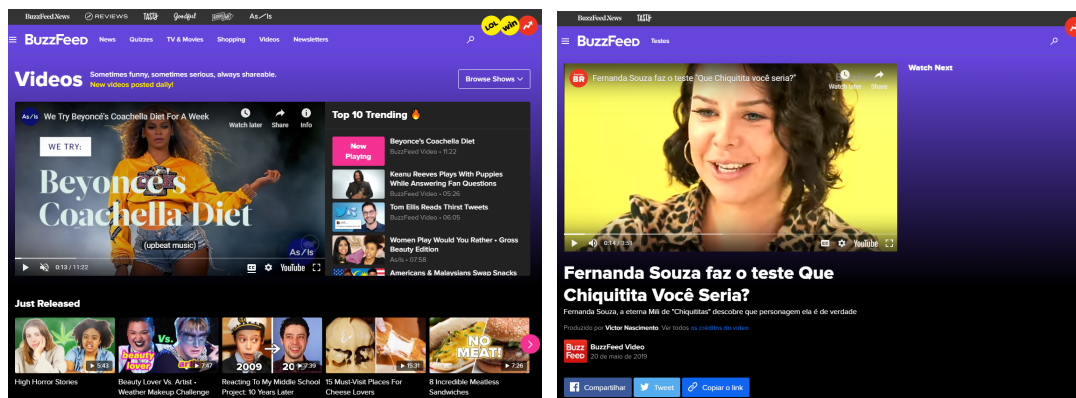 BuzzFeed News
REVIEWS
TASTY
Goodful
As/Is
LOL
win
BuzzFeed
News
Quizzes
TV & Movies
Shopping
Videos
Newsletters
Videos
Sometimes funny, sometimes serious, always shareable.
New videos posted daily!
Browse Shows
As/Is
We Try Beyoncé's Coachella Diet For A Week
Watch later
Share
Info
WE TRY:
Beyoncé's
Coachella Diet
(upbeat music)
As/Is
0:13 / 11:22
YouTube
Top 10 Trending
Now
Playing
Beyonce's Coachella Diet
BuzzFeed Video • 11:22
Keanu Reeves Plays With Puppies
While Answering Fan Questions
BuzzFeed Video • 05:26
Tom Ellis Reads Thirst Tweets
BuzzFeed Video • 06:05
Women Play Would You Rather • Gross
Beauty Edition
As/Is • 07:58
Americans & Malaysians Swap Snacks
Just Released
5:43
High Horror Stories
beauty
lover
Vs.
7:47
Beauty Lover Vs. Artist •
Weather Makeup Challenge
2009
7:39
Reacting To My Middle School
Project: 10 Years Later
15:31
15 Must-Visit Places For
Cheese Lovers
NO
MEAT!
7:26
8 Incredible Meatless
Sandwiches
BuzzFeed News
TASTY
BuzzFeed
Testes
BR
Fernanda Souza faz o teste "Que Chiquitita você seria?"
Watch later
Share
0:14 / 3:51
YouTube
Watch Next
Fernanda Souza faz o teste Que
Chiquitita Você Seria?
Fernanda Souza, a eterna Mili de "Chiquititas" descobre que personagem ela é de verdade
Produzido por Victor Nascimento. Ver todos os créditos do vídeo
Buzz
Feed
BuzzFeed Video
20 de maio de 2019
Compartilhar
Tweet
Copiar o link